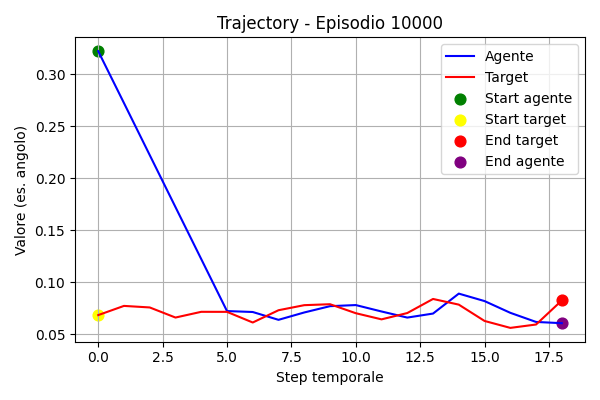 Trajectory - Episodio 10000
Valore (es. angolo)
0.30
0.25
0.20
0.15
0.10
0.05
Agente
Target
Start agente
Start target
End target
End agente
0.0 2.5 5.0 7.5 10.0 12.5 15.0 17.5
Step temporale